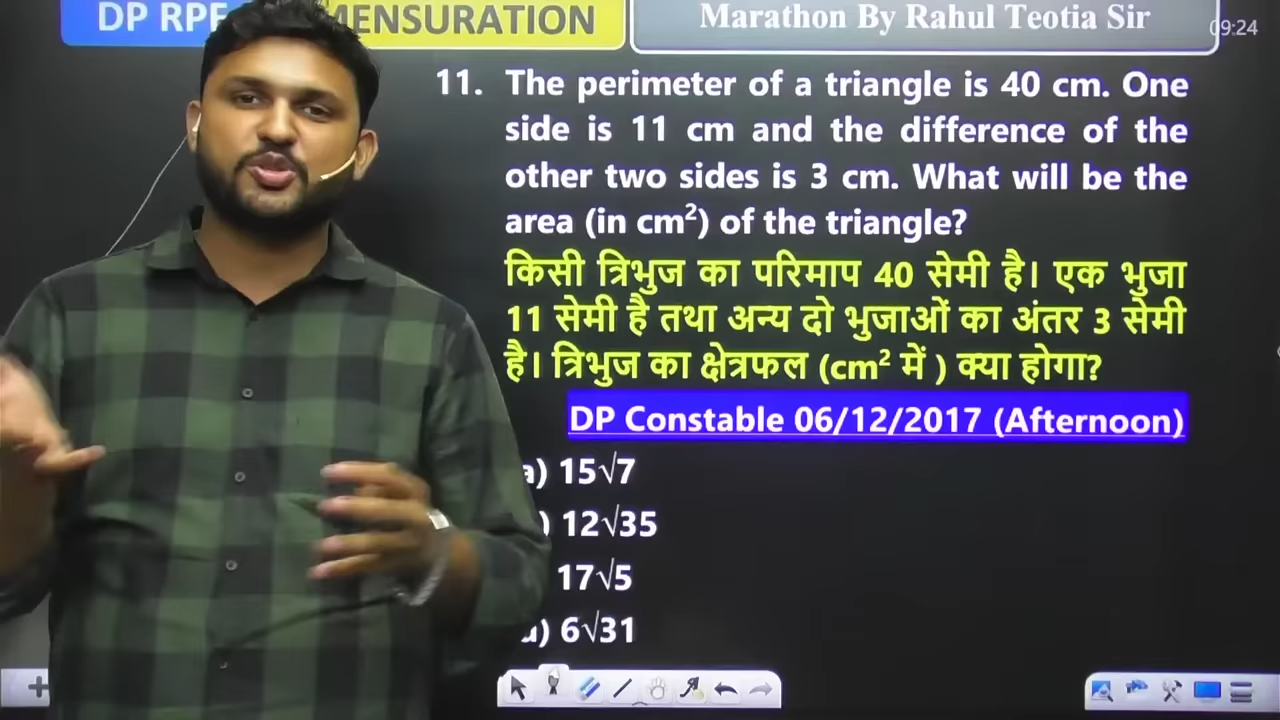 DP RPF MENSURATION
Marathon By Rahul Teotia Sir
09:24
11. The perimeter of a triangle is 40 cm. One
side is 11 cm and the difference of the
other two sides is 3 cm. What will be the
area (in cm²) of the triangle?
किसी त्रिभुज का परिमाप 40 सेमी है। एक भुजा
11 सेमी है तथा अन्य दो भुजाओं का अंतर 3 सेमी
है। त्रिभुज का क्षेत्रफल (cm² में ) क्या होगा?
DP Constable 06/12/2017 (Afternoon)
a) 15√7
) 12√35
17√5
d) 6√31